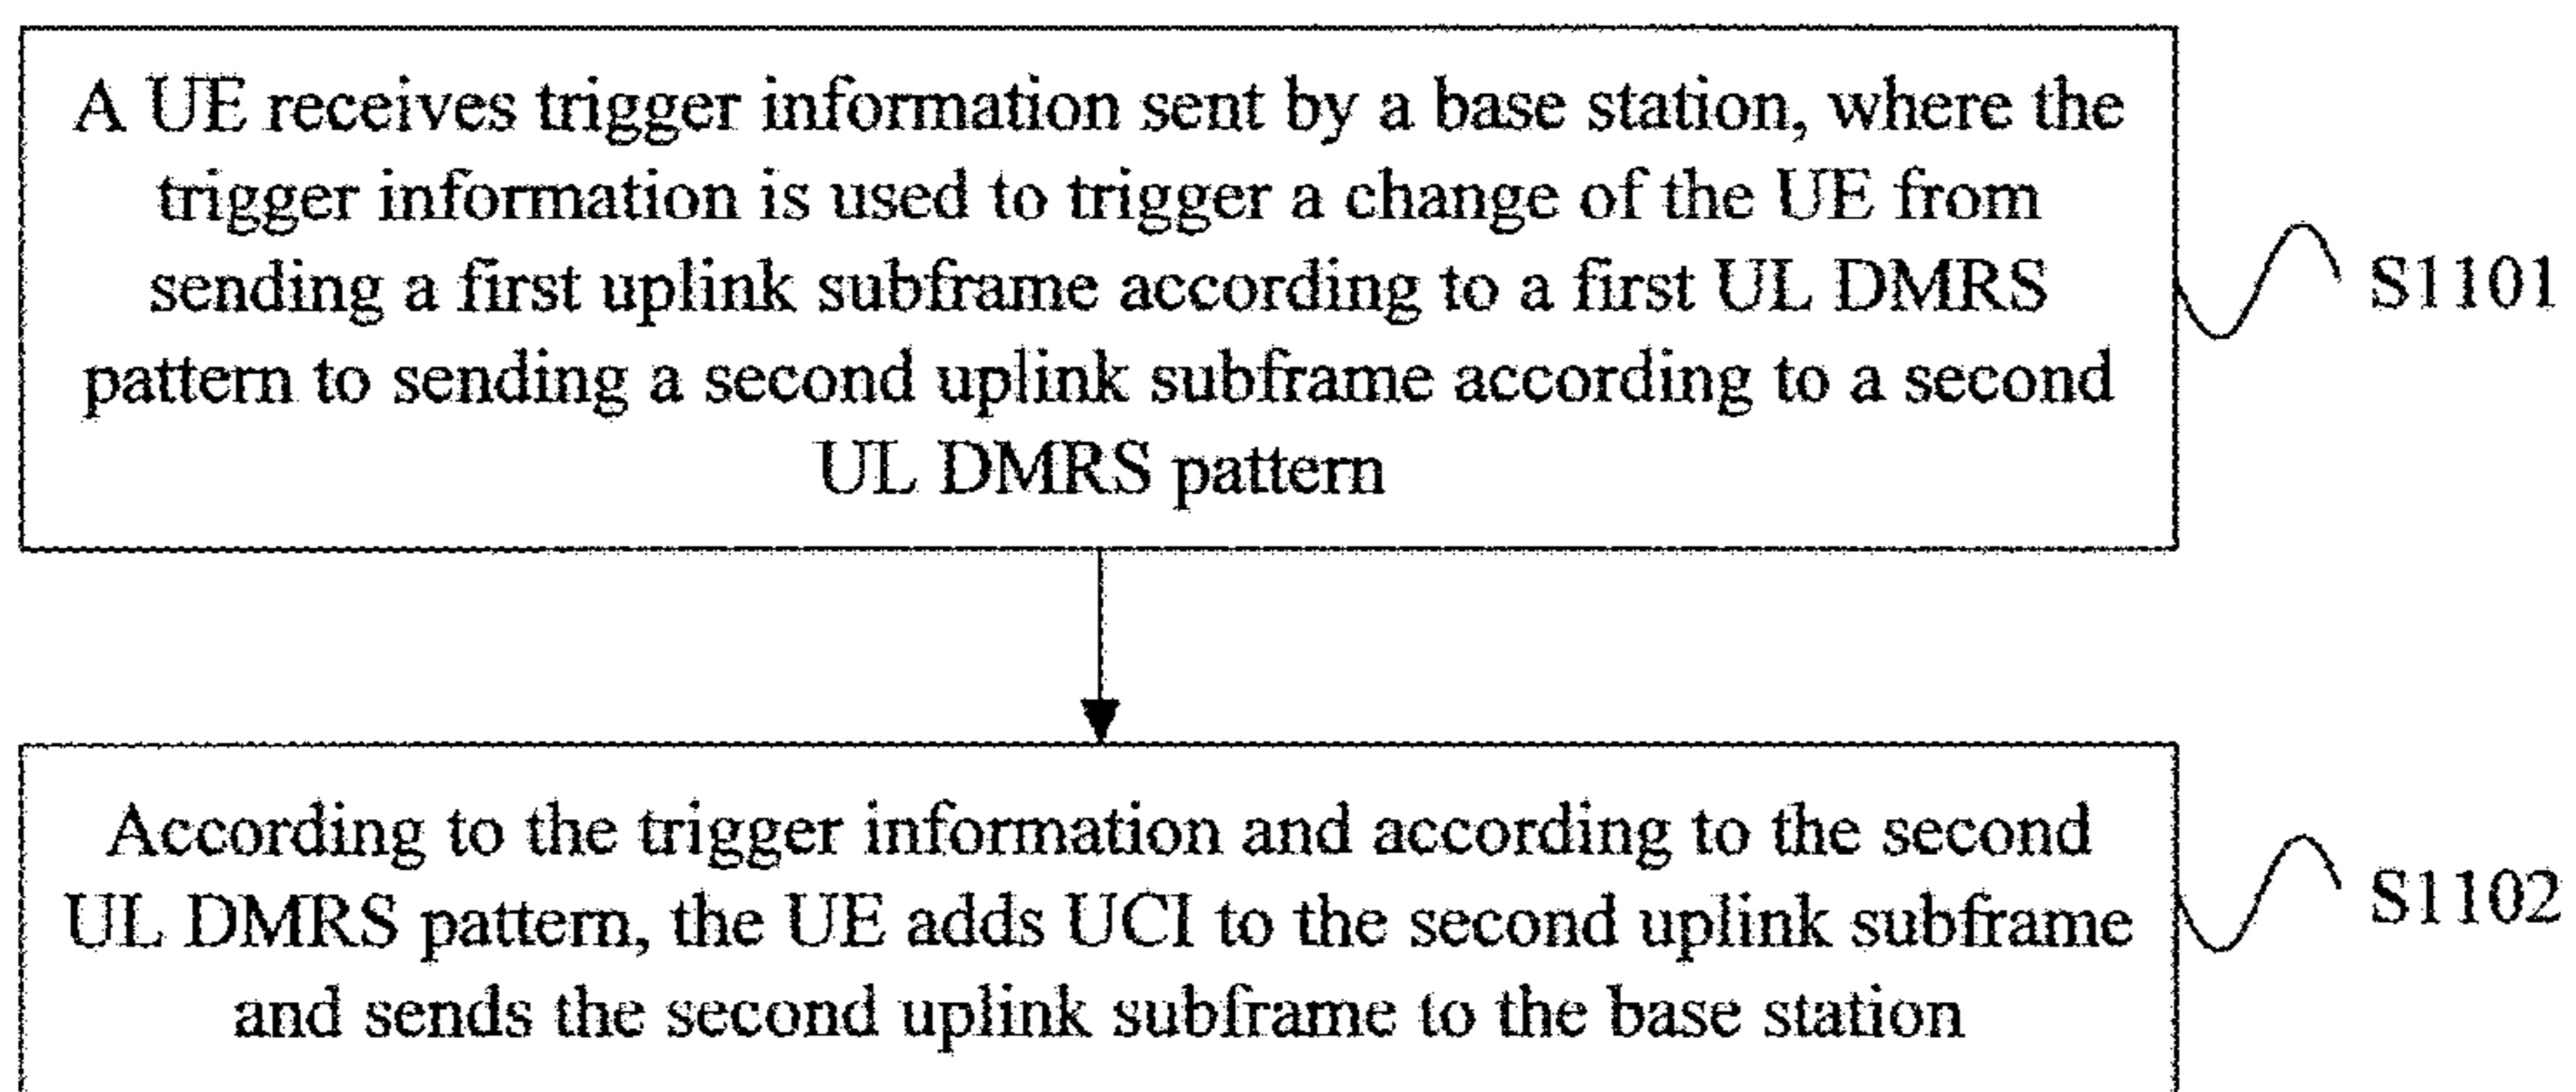 A UE receives trigger information sent by a base station, where the
trigger information is used to trigger a change of the UE from
sending a first uplink subframe according to a first UL DMRS
pattern to sending a second uplink subframe according to a second
UL DMRS pattern
S1101
According to the trigger information and according to the second
UL DMRS pattern, the UE adds UCI to the second uplink subframe
and sends the second uplink subframe to the base station
S1102